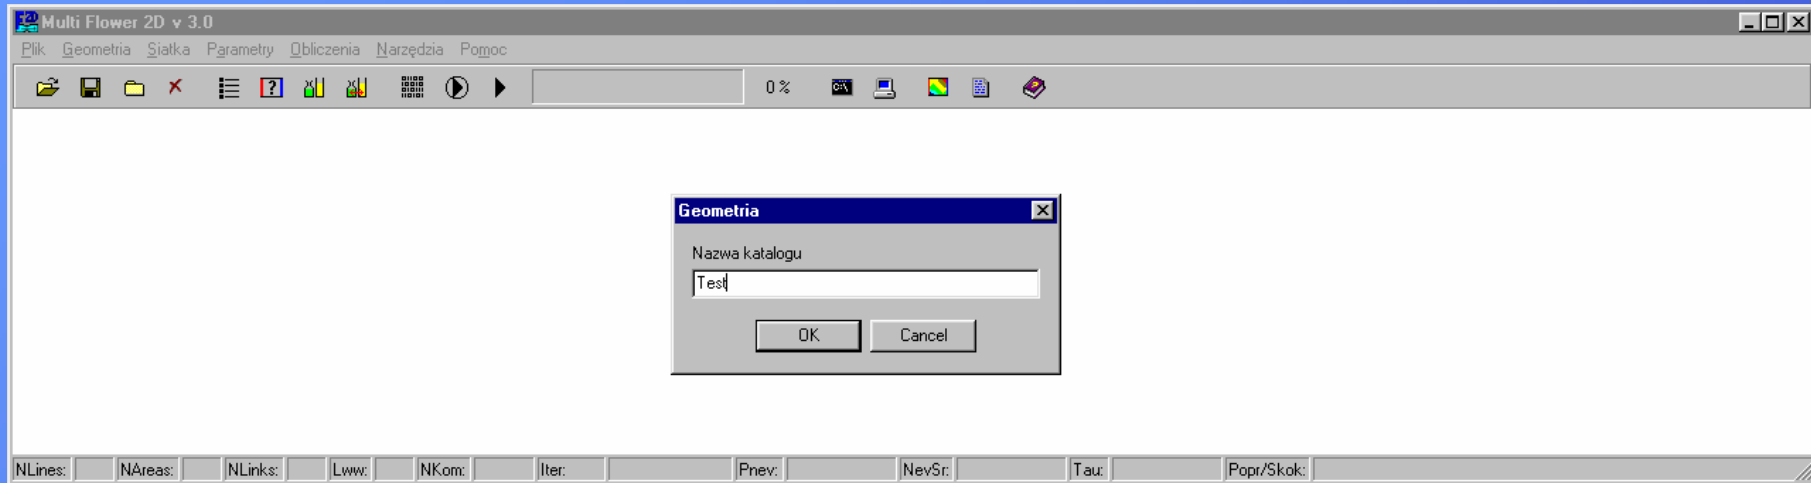 Multi Flower 2D v 3.0
Plik Geometria Siatka Parametry Obliczenia Narzędzia Pomoc
0 %
Geometria
Nazwa katalogu
Test
OK Cancel
NLines: NAreas: NLinks: Lww: NKom: Iter: Pnev: NevSr: Tau: Popr/Skok: